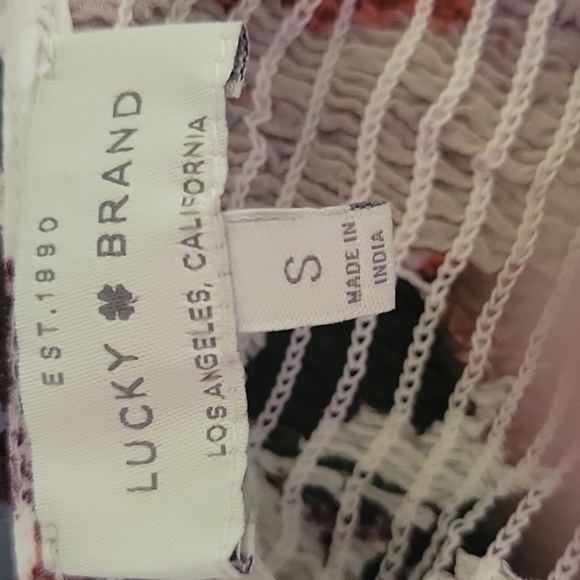 EST.1990
LUCKY BRAND
LOS ANGELES, CALIFORNIA
S
MADE IN
INDIA